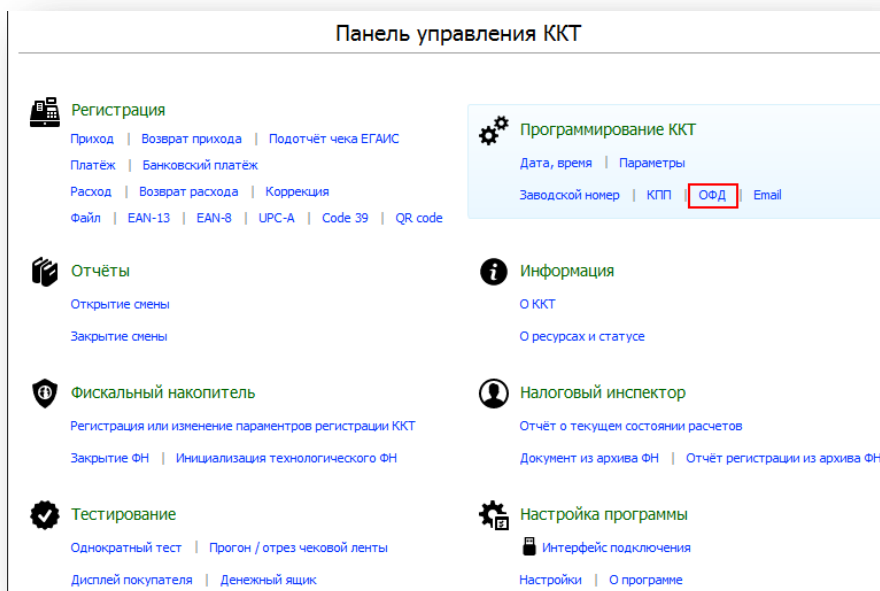 Панель управления ККТ
Регистрация
Приход | Возврат прихода | Подотчёт чека ЕГАИС
Платёж | Банковский платёж
Расход | Возврат расхода | Коррекция
Файл | EAN-13 | EAN-8 | UPC-A | Code 39 | QR code
Программирование ККТ
Дата, время | Параметры
Заводской номер | КПП | ОФД | Email
Отчёты
Открытие смены
Закрытие смены
Информация
О ККТ
О ресурсах и статусе
Фискальный накопитель
Регистрация или изменение параментров регистрации ККТ
Закрытие ФН | Инициализация технологического ФН
Налоговый инспектор
Отчёт о текущем состоянии расчетов
Документ из архива ФН | Отчёт регистрации из архива ФН
Тестирование
Однократный тест | Прогон / отрез чековой ленты
Дисплей покупателя | Денежный ящик
Настройка программы
Интерфейс подключения
Настройки | О программе